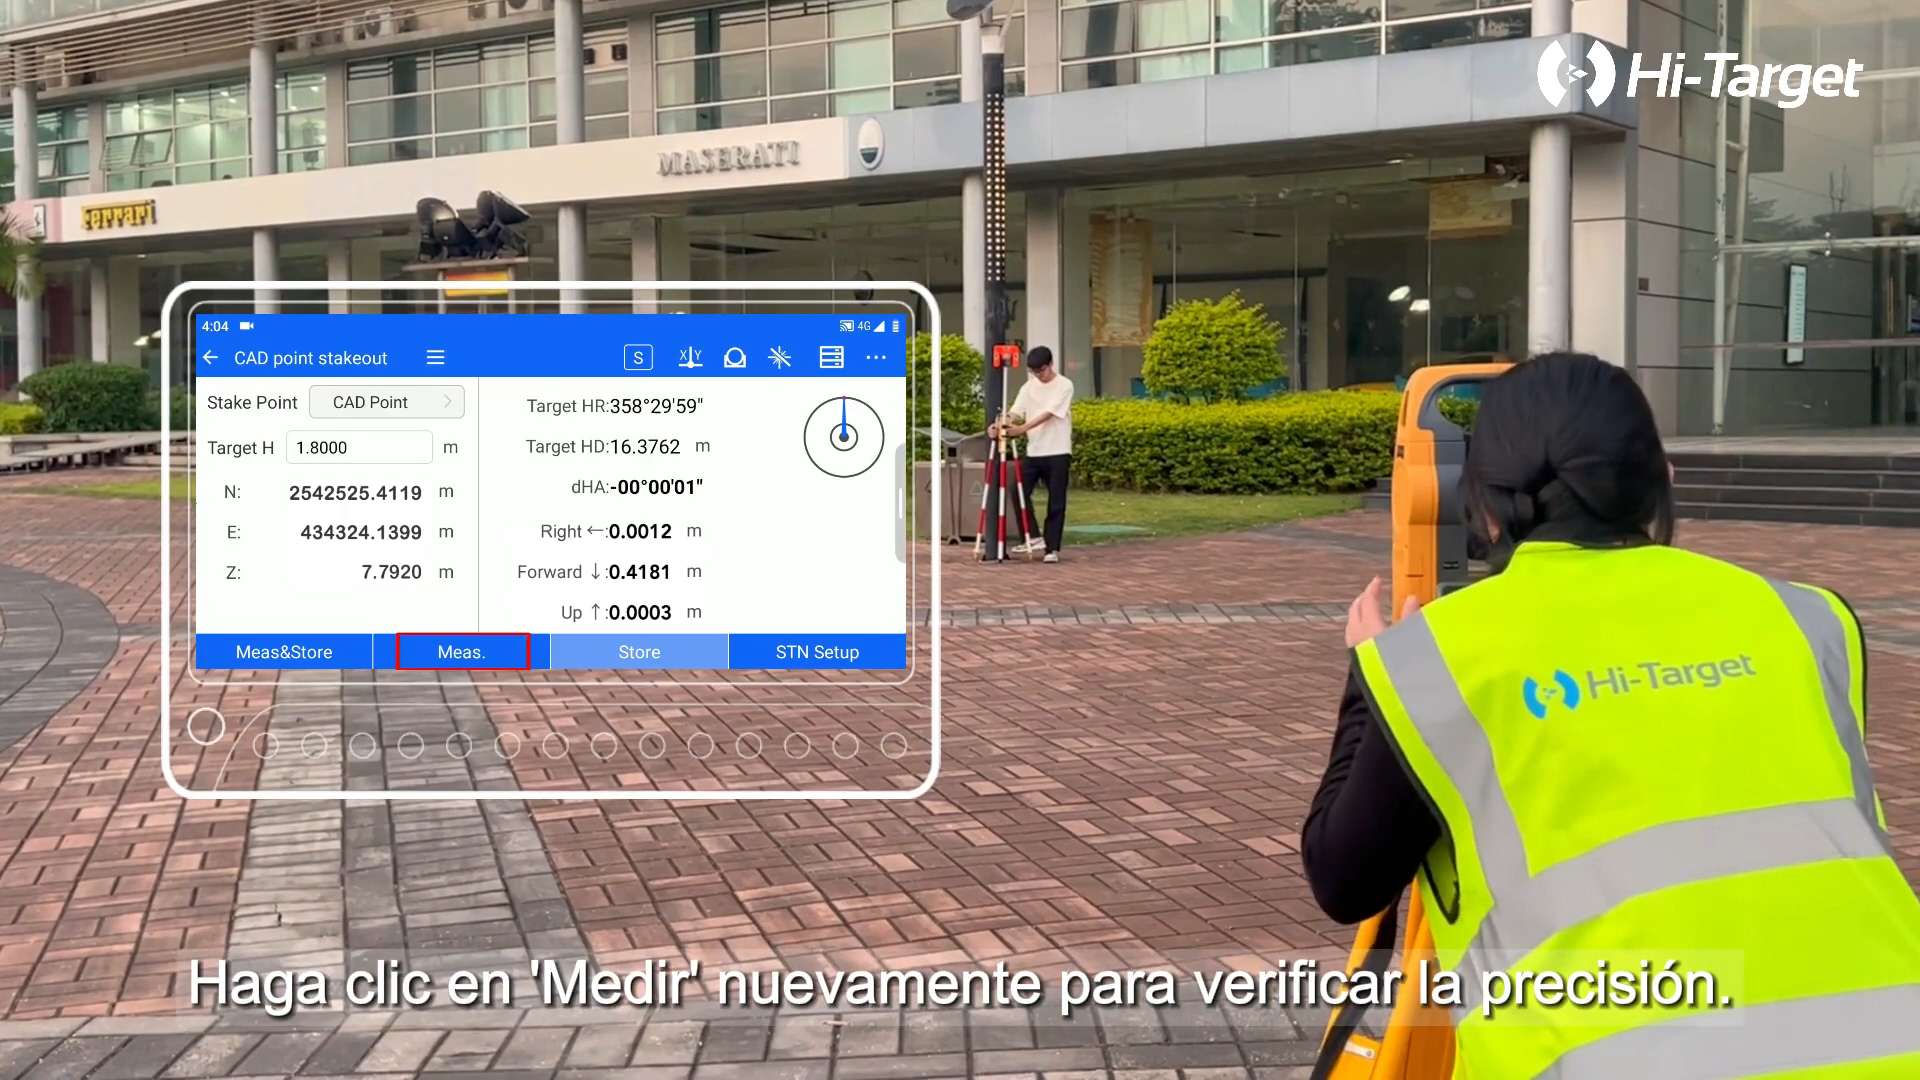 Hi-Target
MASERATI
Ferrari
4:04
4G
CAD point stakeout
S
X Y
Stake Point
CAD Point
Target H
1.8000
m
N:
2542525.4119
m
E:
434324.1399
m
Z:
7.7920
m
Target HR:358°29'59"
Target HD:16.3762 m
dHA:-00°00'01"
Right ←:0.0012 m
Forward ↓:0.4181 m
Up ↑:0.0003 m
Meas&Store
Meas.
Store
STN Setup
Hi-Target
Haga clic en 'Medir' nuevamente para verificar la precisión.